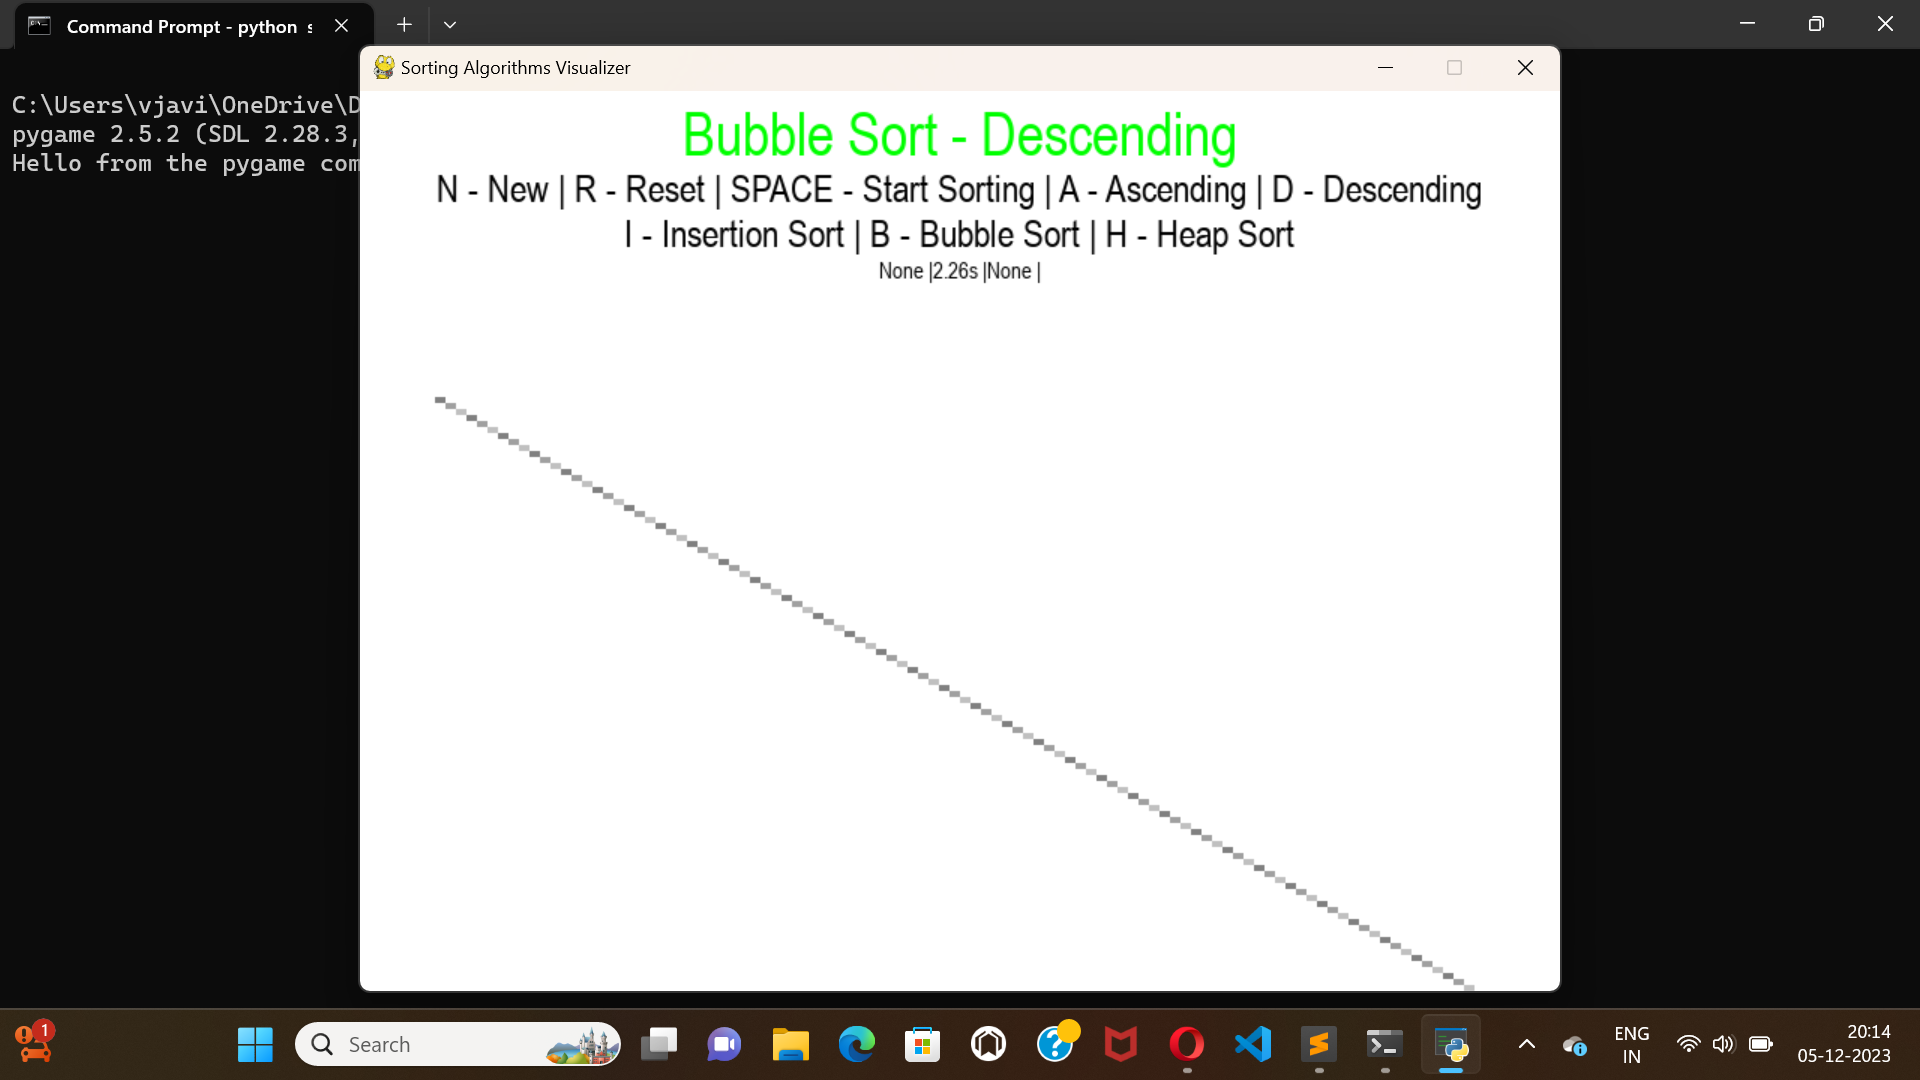 Command Prompt - python s
Sorting Algorithms Visualizer
C:\Users\vjavi\OneDrive\D
pygame 2.5.2 (SDL 2.28.3,
Hello from the pygame com
Bubble Sort - Descending
N - New | R - Reset | SPACE - Start Sorting | A - Ascending | D - Descending
I - Insertion Sort | B - Bubble Sort | H - Heap Sort
None |2.26s |None |
1
Search
ENG
IN
20:14
05-12-2023